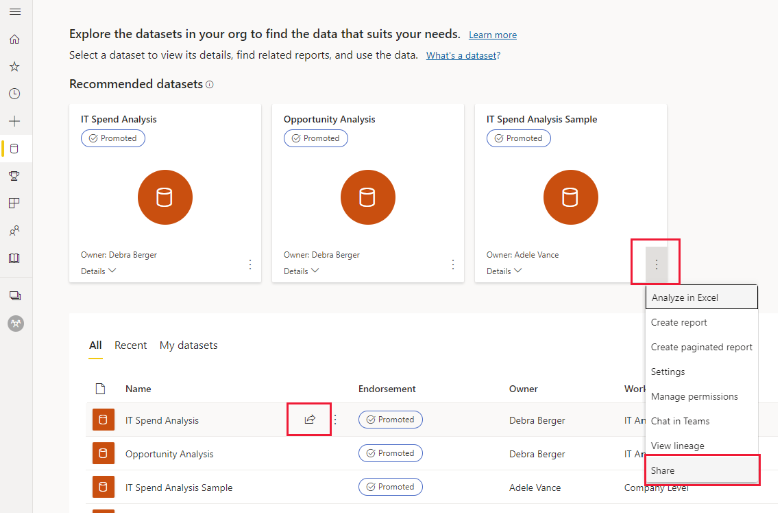 Explore the datasets in your org to find the data that suits your needs. Learn more
Select a dataset to view its details, find related reports, and use the data. What's a dataset?
Recommended datasets
IT Spend Analysis
Promoted
Owner: Debra Berger
Details
Opportunity Analysis
Promoted
Owner: Debra Berger
Details
IT Spend Analysis Sample
Promoted
Owner: Adele Vance
Details
Analyze in Excel
Create report
Create paginated report
Settings
Manage permissions
Chat in Teams
View lineage
Share
All Recent My datasets
Name Endorsement Owner
IT Spend Analysis Promoted Debra Berger
Opportunity Analysis Promoted Debra Berger
IT Spend Analysis Sample Promoted Adele Vance Company Level